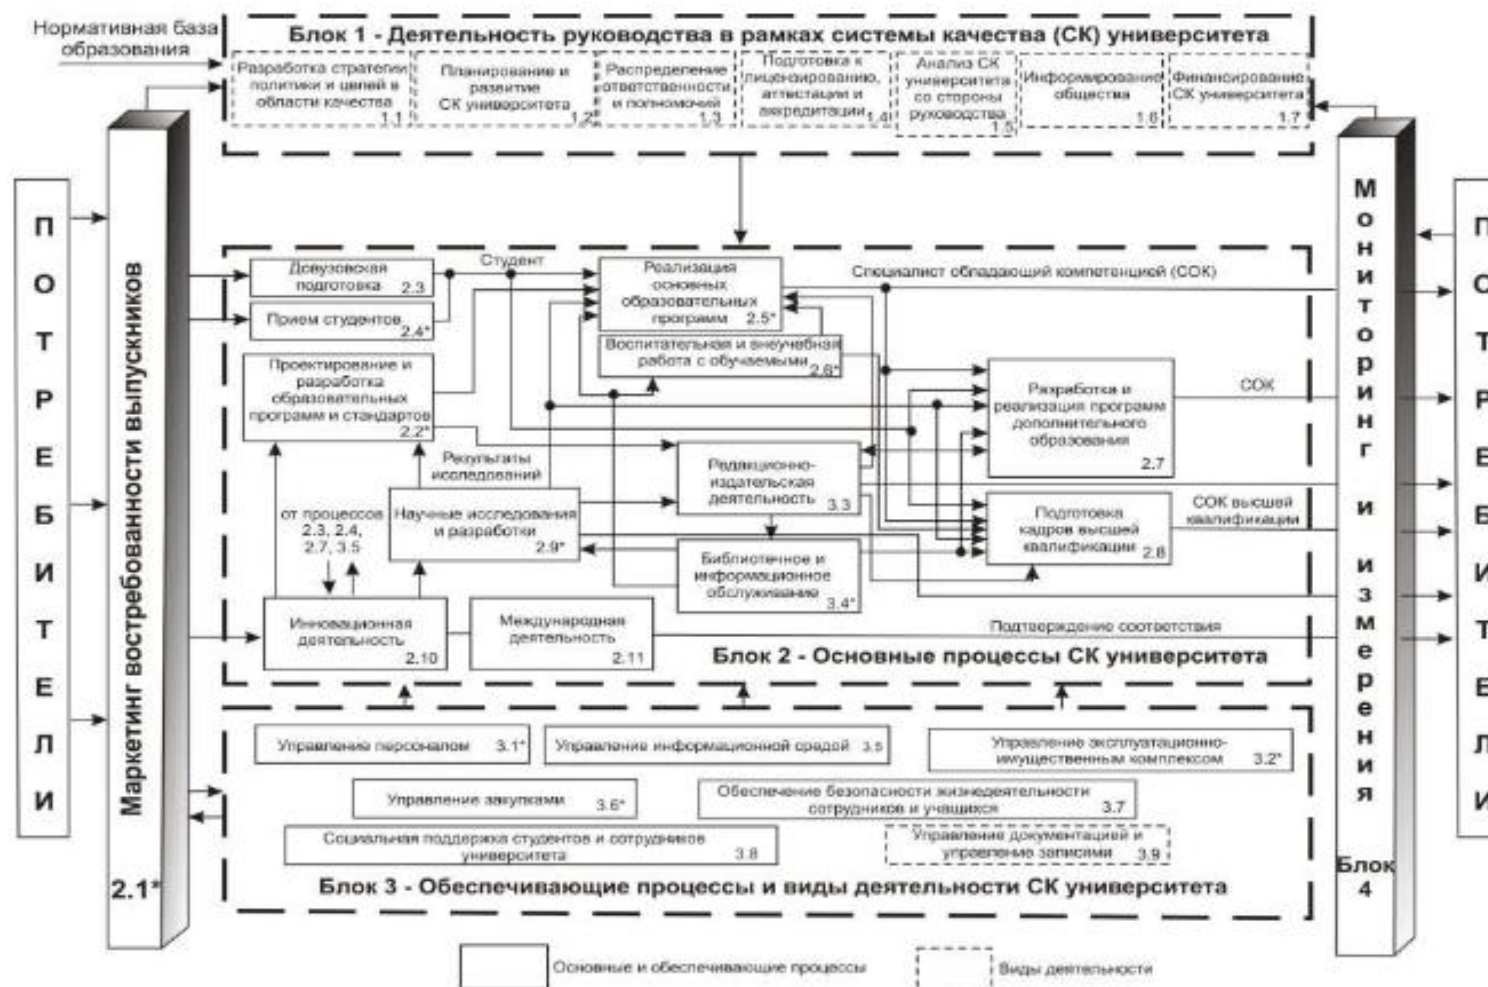 Нормативная база
образования
Блок 1 - Деятельность руководства в рамках системы качества (СК) университета
Разработка стратегии
политики и целей в
области качества
1.1
Планирование и
развитие
СК университета
1.2
Распределение
ответственности
и полномочий
1.3
Подготовка к
лицензированию,
аттестации и
аккредитации
1.4
Анализ СК
университета
со стороны
руководства
1.5
Информирование
общества
1.6
Финансирование
СК университета
1.7
ПОТРЕБИТЕЛИ
Маркетинг востребованности выпускников
2.1*
Довузовская
подготовка
2.3
Студент
Прием студентов
2.4*
Проектирование и
разработка
образовательных
программ и стандартов
2.2*
Реализация
основных
образовательных
программ
2.5*
Воспитательная и внеучебная
работа с обучаемыми
2.6*
Специалист обладающий компетенцией (СОК)
Разработка и
реализация программ
дополнительного
образования
2.7
СОК
Результаты
исследований
Редакционно-
издательская
деятельность
3.3
от процессов
2.3, 2.4,
2.7, 3.5
Научные исследования
и разработки
2.9*
Подготовка
кадров высшей
квалификации
2.8
СОК высшей
квалификации
Библиотечное и
информационное
обслуживание
3.4*
Инновационная
деятельность
2.10
Международная
деятельность
2.11
Подтверждение соответствия
Блок 2 - Основные процессы СК университета
Управление персоналом 3.1*
Управление информационной средой 3.5
Управление эксплуатационно-
имущественным комплексом 3.2*
Управление закупками 3.6*
Обеспечение безопасности жизнедеятельности
сотрудников и учащихся 3.7
Социальная поддержка студентов и сотрудников
университета 3.8
Управление документацией и
управление записями 3.9
Блок 3 - Обеспечивающие процессы и виды деятельности СК университета
Мониторинг и измерения
Блок
4
ПОТРЕБИТЕЛИ
Основные и обеспечивающие процессы
Виды деятельности